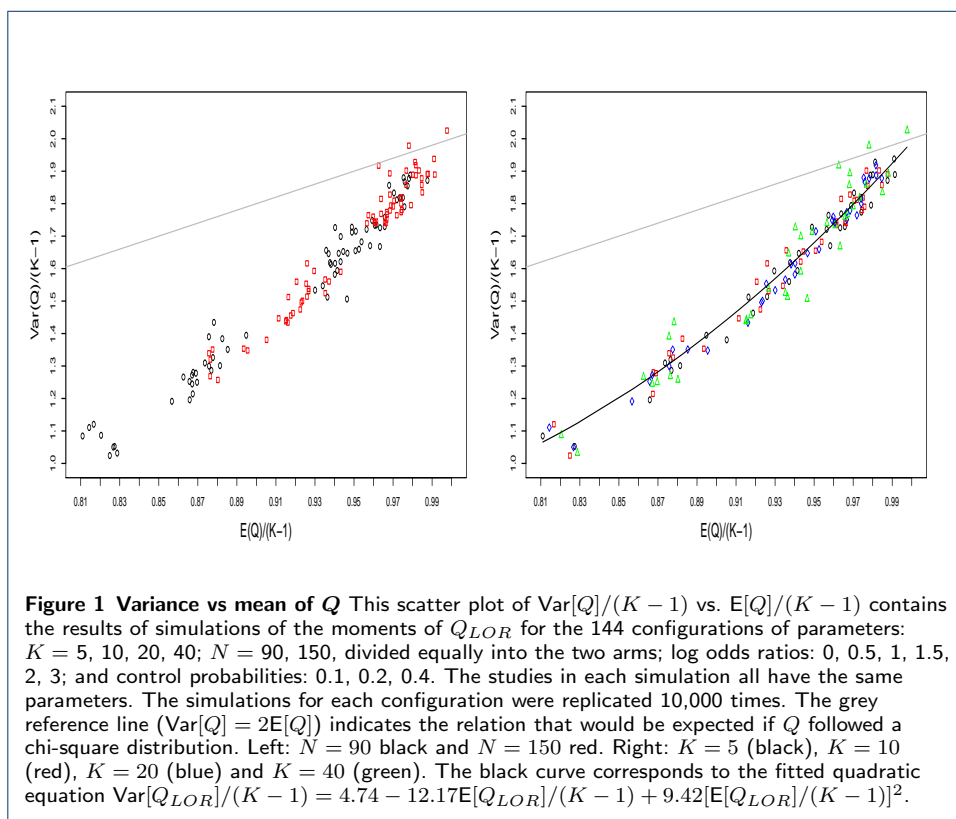 2.1
2.0
1.9
1.8
1.7
1.6
1.5
1.4
1.3
1.2
1.1
1.0
Var(Q)/(K−1)
0.81 0.83 0.85 0.87 0.89 0.91 0.93 0.95 0.97 0.99
E(Q)/(K−1)
2.1
2.0
1.9
1.8
1.7
1.6
1.5
1.4
1.3
1.2
1.1
1.0
Var(Q)/(K−1)
0.81 0.83 0.85 0.87 0.89 0.91 0.93 0.95 0.97 0.99
E(Q)/(K−1)
Figure 1 Variance vs mean of Q This scatter plot of Var[Q]/(K − 1) vs. E[Q]/(K − 1) contains
the results of simulations of the moments of Q_{LOR} for the 144 configurations of parameters:
K = 5, 10, 20, 40; N = 90, 150, divided equally into the two arms; log odds ratios: 0, 0.5, 1, 1.5,
2, 3; and control probabilities: 0.1, 0.2, 0.4. The studies in each simulation all have the same
parameters. The simulations for each configuration were replicated 10,000 times. The grey
reference line (Var[Q] = 2E[Q]) indicates the relation that would be expected if Q followed a
chi-square distribution. Left: N = 90 black and N = 150 red. Right: K = 5 (black), K = 10
(red), K = 20 (blue) and K = 40 (green). The black curve corresponds to the fitted quadratic
equation Var[Q_{LOR}]/(K − 1) = 4.74 − 12.17E[Q_{LOR}]/(K − 1) + 9.42[E[Q_{LOR}]/(K − 1)]².